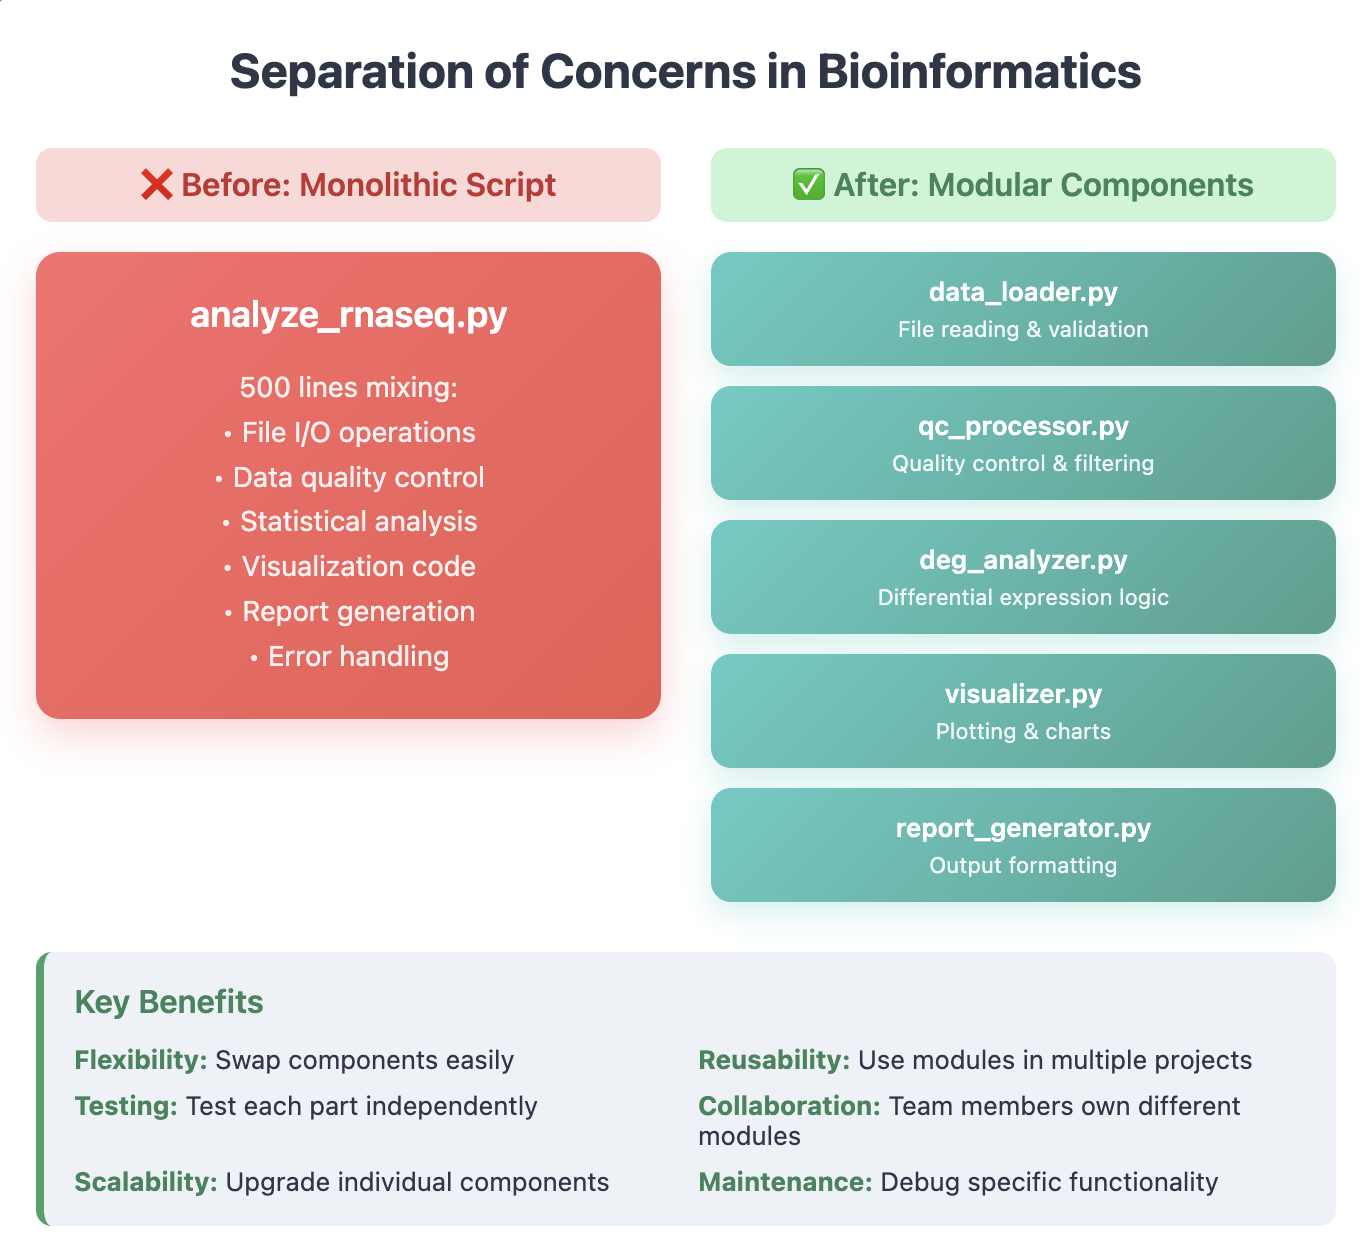 Separation of Concerns in Bioinformatics
❌ Before: Monolithic Script
analyze_rnaseq.py
500 lines mixing:
• File I/O operations
• Data quality control
• Statistical analysis
• Visualization code
• Report generation
• Error handling
✅ After: Modular Components
data_loader.py
File reading & validation
qc_processor.py
Quality control & filtering
deg_analyzer.py
Differential expression logic
visualizer.py
Plotting & charts
report_generator.py
Output formatting
Key Benefits
Flexibility: Swap components easily
Reusability: Use modules in multiple projects
Testing: Test each part independently
Collaboration: Team members own different
modules
Scalability: Upgrade individual components
Maintenance: Debug specific functionality